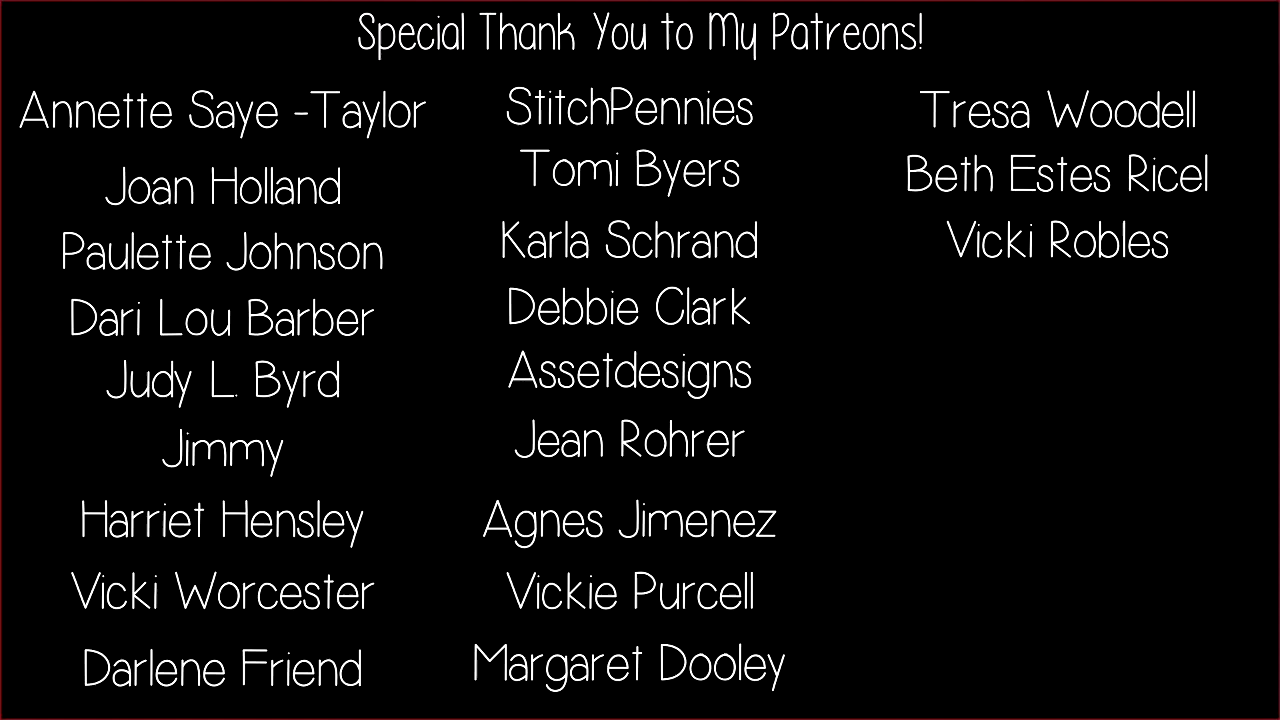 Special Thank You to My Patreons!
Annette Saye -Taylor
Joan Holland
Paulette Johnson
Dari Lou Barber
Judy L. Byrd
Jimmy
Harriet Hensley
Vicki Worcester
Darlene Friend
StitchPennies
Tomi Byers
Karla Schrand
Debbie Clark
Assetdesigns
Jean Rohrer
Agnes Jimenez
Vickie Purcell
Margaret Dooley
Tresa Woodell
Beth Estes Ricel
Vicki Robles